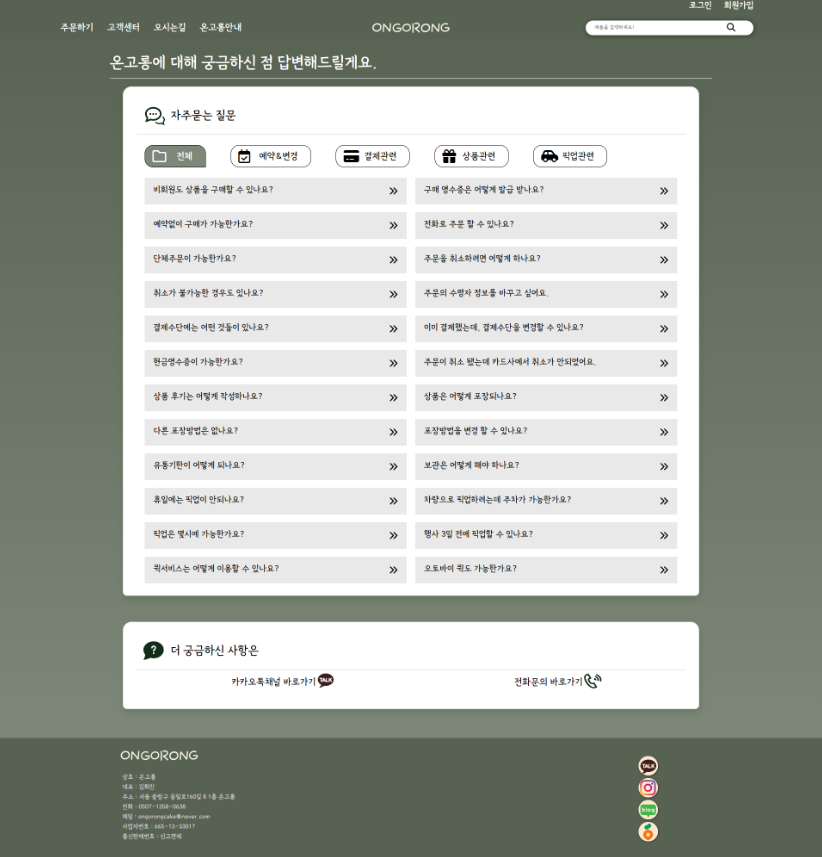 로그인 회원가입
주문하기 고객센터 오시는길 온고롱안내 ONGORONG 제품을 검색하세요!
온고롱에 대해 궁금하신 점 답변해드릴게요.
자주묻는 질문
전체 예약&변경 결제관련 상품관련 픽업관련
비회원도 상품을 구매할 수 있나요? 구매 영수증은 어떻게 발급 받나요?
예약없이 구매가 가능한가요? 전화로 주문 할 수 있나요?
단체주문이 가능한가요? 주문을 취소하려면 어떻게 하나요?
취소가 불가능한 경우도 있나요? 주문의 수령자 정보를 바꾸고 싶어요.
결제수단에는 어떤 것들이 있나요? 이미 결제했는데, 결제수단을 변경할 수 있나요?
현금영수증이 가능한가요? 주문이 취소 됐는데 카드사에서 취소가 안되었어요.
상품 후기는 어떻게 작성하나요? 상품은 어떻게 포장되나요?
다른 포장방법은 없나요? 포장방법을 변경 할 수 있나요?
유통기한이 어떻게 되나요? 보관은 어떻게 해야 하나요?
휴일에는 픽업이 안되나요? 차량으로 픽업하려는데 주차가 가능한가요?
픽업은 몇시에 가능한가요? 행사 3일 전에 픽업할 수 있나요?
퀵서비스는 어떻게 이용할 수 있나요? 오토바이 퀵도 가능한가요?
더 궁금하신 사항은
카카오톡채널 바로가기 TALK 전화문의 바로가기
ONGORONG
상호 : 온고롱
대표 : 김희진
주소 : 서울 중랑구 동일로160길 8 1층 온고롱
전화 : 0507-1358-0638
메일 : ongorongcake@naver.com
사업자번호 : 665-13-33017
통신판매번호 : 신고면제
TALK
blog